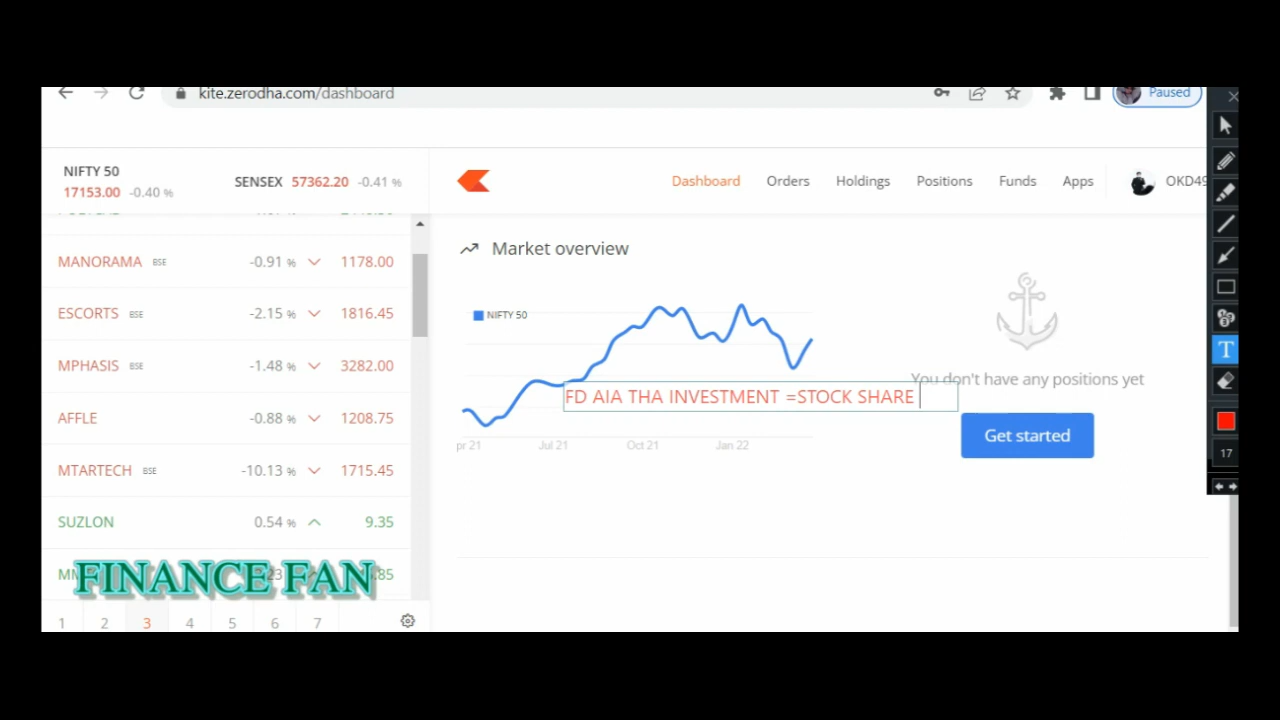 kite.zerodha.com/dashboard
Paused
NIFTY 50
17153.00 -0.40 %
SENSEX 57362.20 -0.41 %
Dashboard Orders Holdings Positions Funds Apps OKD49
MANORAMA BSE -0.91 % 1178.00
ESCORTS BSE -2.15 % 1816.45
MPHASIS BSE -1.48 % 3282.00
AFFLE -0.88 % 1208.75
MTARTECH BSE -10.13 % 1715.45
SUZLON 0.54 % 9.35
FINANCE FAN
1 2 3 4 5 6 7
Market overview
NIFTY 50
pr 21 Jul 21 Oct 21 Jan 22
You don't have any positions yet
FD AIA THA INVESTMENT =STOCK SHARE
Get started
T
17